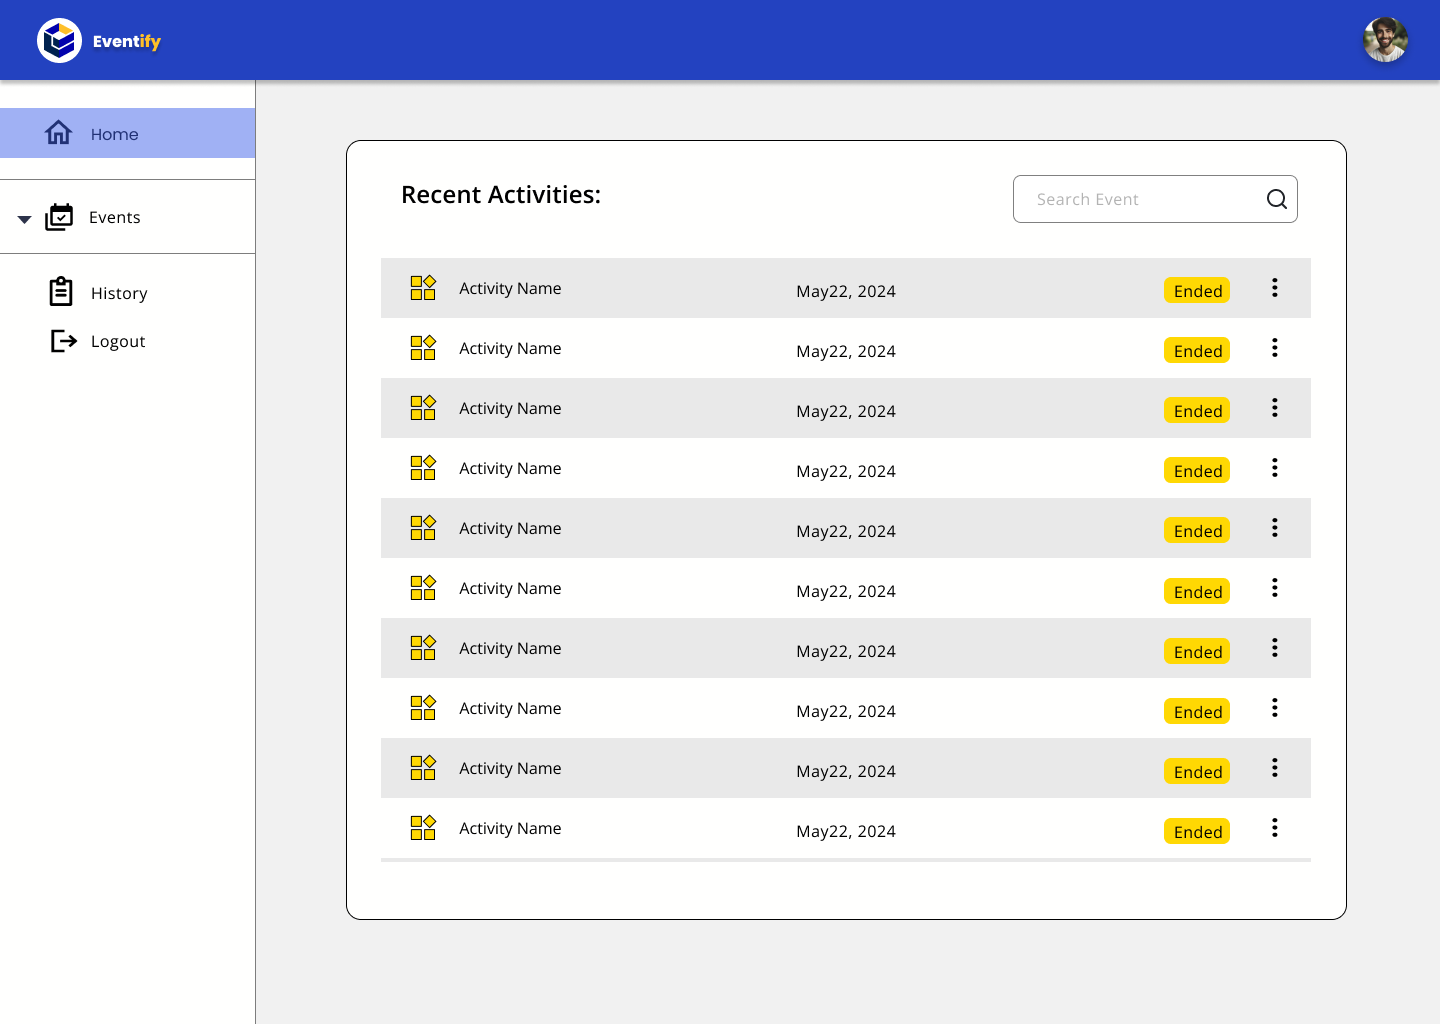 Eventify
Home
Events
History
Logout
Recent Activities:
Search Event
Activity Name May22, 2024 Ended
Activity Name May22, 2024 Ended
Activity Name May22, 2024 Ended
Activity Name May22, 2024 Ended
Activity Name May22, 2024 Ended
Activity Name May22, 2024 Ended
Activity Name May22, 2024 Ended
Activity Name May22, 2024 Ended
Activity Name May22, 2024 Ended
Activity Name May22, 2024 Ended